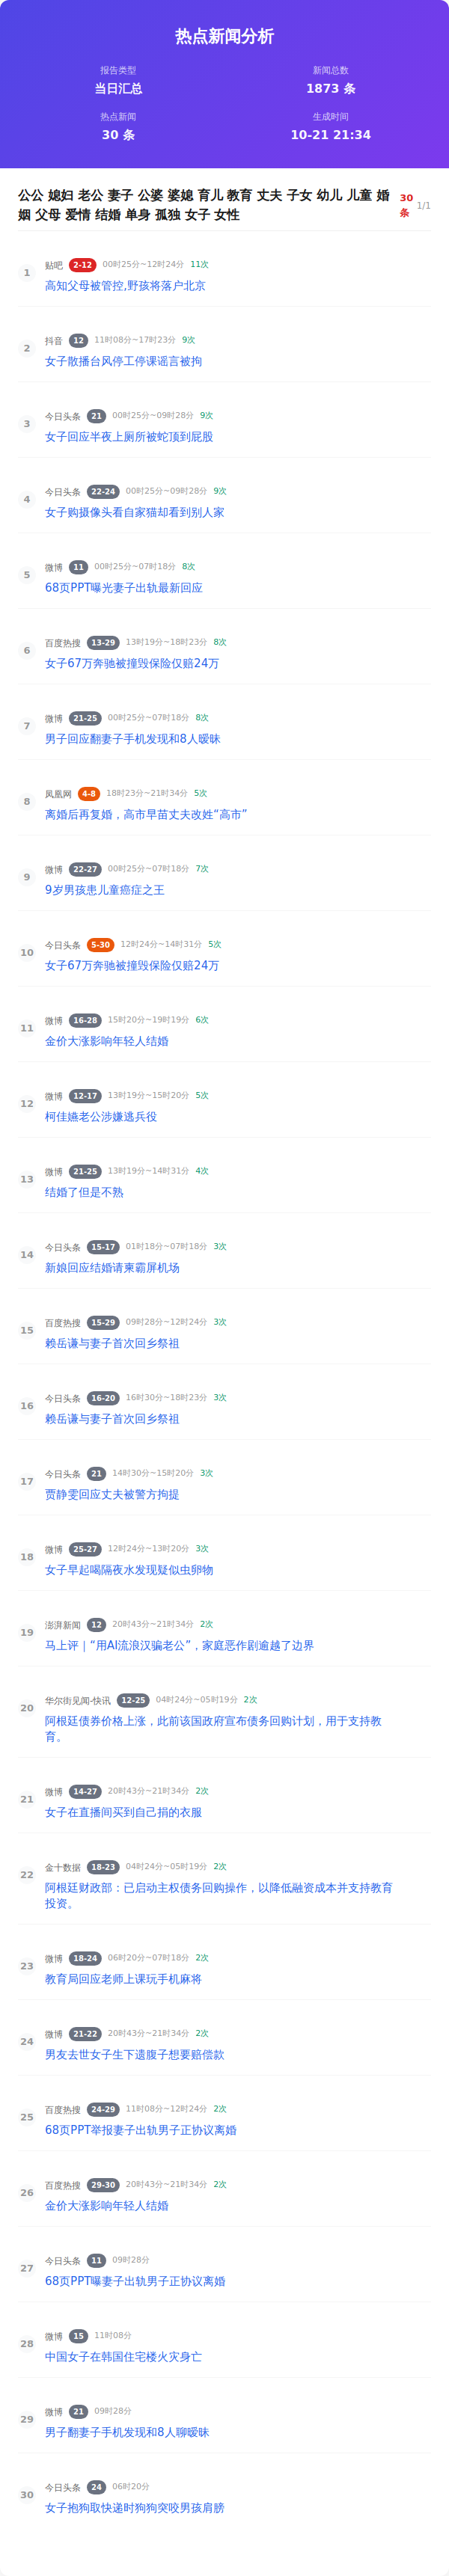 热点新闻分析
报告类型
当日汇总
新闻总数
1873 条
热点新闻
30 条
生成时间
10-21 21:34
公公 媳妇 老公 妻子 公婆 婆媳 育儿 教育 丈夫 子女 幼儿 儿童 婚
姻 父母 爱情 结婚 单身 孤独 女子 女性
30
条
1/1
1
贴吧 2-12 00时25分~12时24分 11次
高知父母被管控,野孩将落户北京
2
抖音 12 11时08分~17时23分 9次
女子散播台风停工停课谣言被拘
3
今日头条 21 00时25分~09时28分 9次
女子回应半夜上厕所被蛇顶到屁股
4
今日头条 22-24 00时25分~09时28分 9次
女子购摄像头看自家猫却看到别人家
5
微博 11 00时25分~07时18分 8次
68页PPT曝光妻子出轨最新回应
6
百度热搜 13-29 13时19分~18时23分 8次
女子67万奔驰被撞毁保险仅赔24万
7
微博 21-25 00时25分~07时18分 8次
男子回应翻妻子手机发现和8人暧昧
8
凤凰网 4-8 18时23分~21时34分 5次
离婚后再复婚，高市早苗丈夫改姓“高市”
9
微博 22-27 00时25分~07时18分 7次
9岁男孩患儿童癌症之王
10
今日头条 5-30 12时24分~14时31分 5次
女子67万奔驰被撞毁保险仅赔24万
11
微博 16-28 15时20分~19时19分 6次
金价大涨影响年轻人结婚
12
微博 12-17 13时19分~15时20分 5次
柯佳嬿老公涉嫌逃兵役
13
微博 21-25 13时19分~14时31分 4次
结婚了但是不熟
14
今日头条 15-17 01时18分~07时18分 3次
新娘回应结婚请柬霸屏机场
15
百度热搜 15-29 09时28分~12时24分 3次
赖岳谦与妻子首次回乡祭祖
16
今日头条 16-20 16时30分~18时23分 3次
赖岳谦与妻子首次回乡祭祖
17
今日头条 21 14时30分~15时20分 3次
贾静雯回应丈夫被警方拘提
18
微博 25-27 12时24分~13时20分 3次
女子早起喝隔夜水发现疑似虫卵物
19
澎湃新闻 12 20时43分~21时34分 2次
马上评｜“用AI流浪汉骗老公”，家庭恶作剧逾越了边界
20
华尔街见闻-快讯 12-25 04时24分~05时19分 2次
阿根廷债券价格上涨，此前该国政府宣布债务回购计划，用于支持教
育。
21
微博 14-27 20时43分~21时34分 2次
女子在直播间买到自己捐的衣服
22
金十数据 18-23 04时24分~05时19分 2次
阿根廷财政部：已启动主权债务回购操作，以降低融资成本并支持教育
投资。
23
微博 18-24 06时20分~07时18分 2次
教育局回应老师上课玩手机麻将
24
微博 21-22 20时43分~21时34分 2次
男友去世女子生下遗腹子想要赔偿款
25
百度热搜 24-29 11时08分~12时24分 2次
68页PPT举报妻子出轨男子正协议离婚
26
百度热搜 29-30 20时43分~21时34分 2次
金价大涨影响年轻人结婚
27
今日头条 11 09时28分
68页PPT曝妻子出轨男子正协议离婚
28
微博 15 11时08分
中国女子在韩国住宅楼火灾身亡
29
微博 21 09时28分
男子翻妻子手机发现和8人聊暧昧
30
今日头条 24 06时20分
女子抱狗取快递时狗狗突咬男孩肩膀